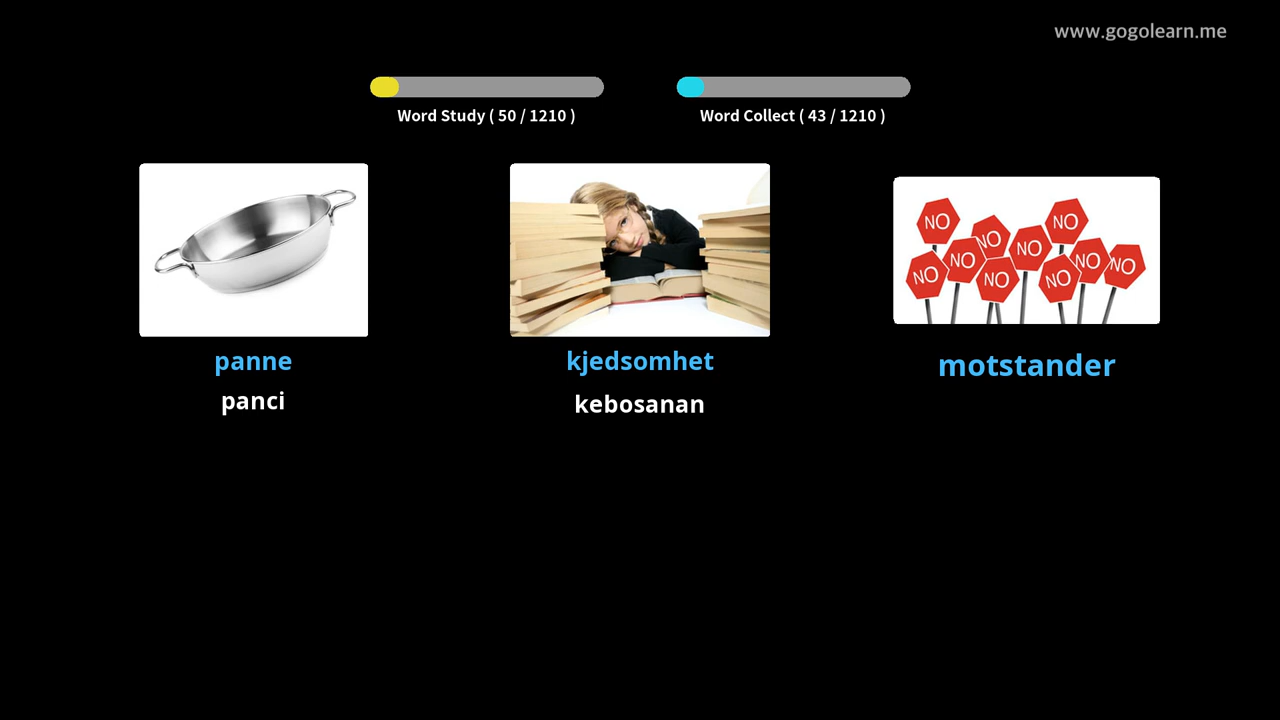 www.gogolearn.me
Word Study ( 50 / 1210 )
Word Collect ( 43 / 1210 )
NO
NO
NO
NO
NO
NO
NO
NO
NO
NO
panne
kjedsomhet
motstander
panci
kebosanan